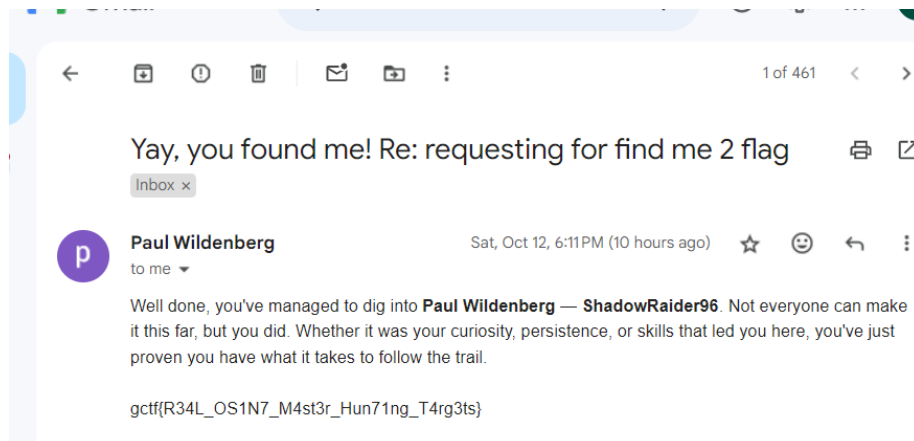 1 of 461
Yay, you found me! Re: requesting for find me 2 flag
Inbox ×
p
Paul Wildenberg
Sat, Oct 12, 6:11 PM (10 hours ago)
to me
Well done, you've managed to dig into Paul Wildenberg — ShadowRaider96. Not everyone can make
it this far, but you did. Whether it was your curiosity, persistence, or skills that led you here, you've just
proven you have what it takes to follow the trail.
gctf{R34L_OS1N7_M4st3r_Hun71ng_T4rg3ts}